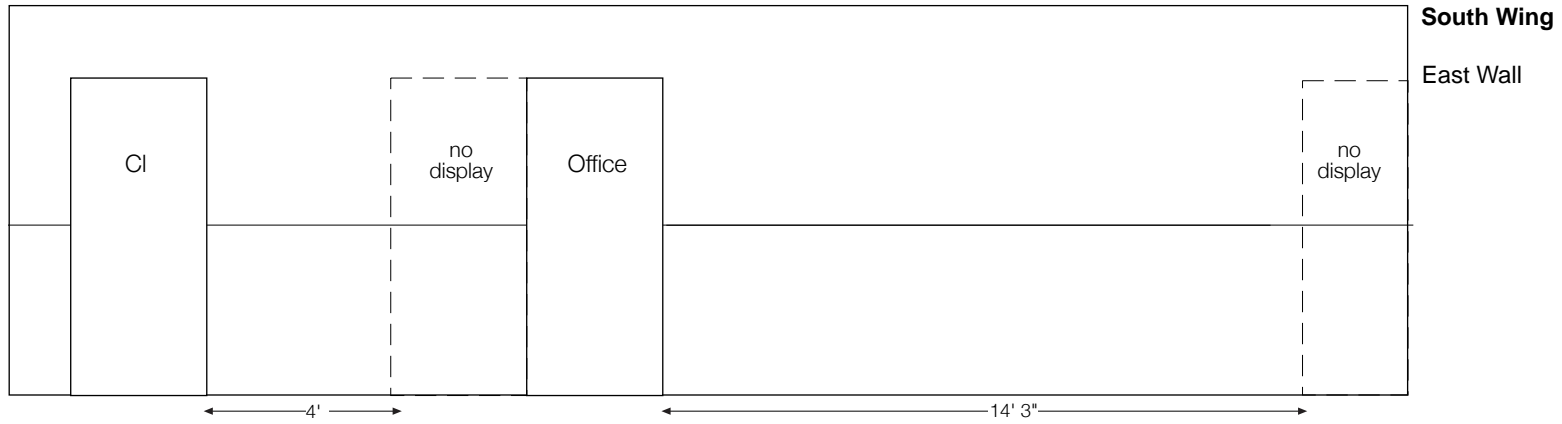 South Wing
East Wall
Cl
no
display
Office
no
display
4'
14' 3"